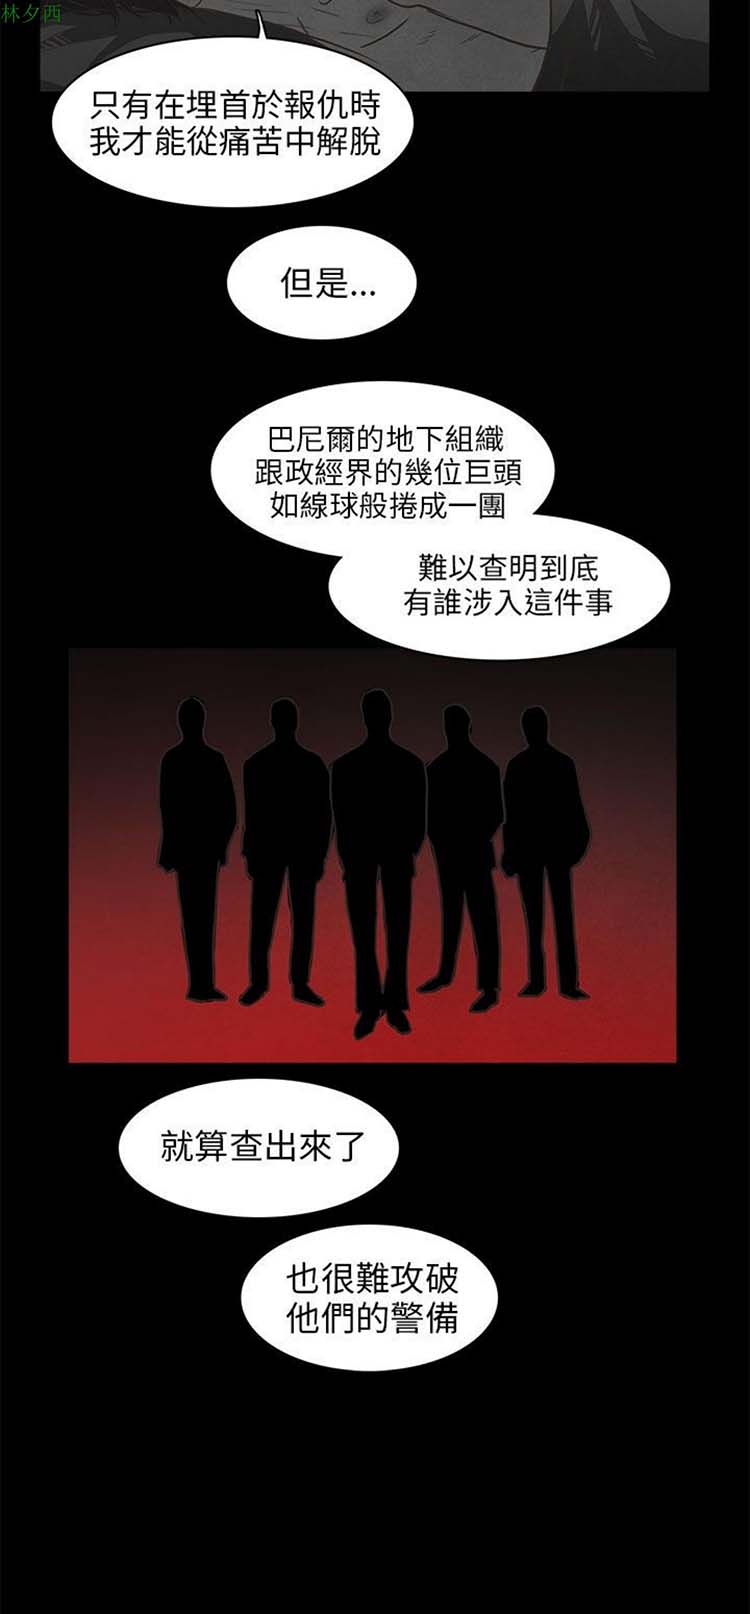 林夕西
只有在埋首於報仇時
我才能從痛苦中解脫
但是...
巴尼爾的地下組織
跟政經界的幾位巨頭
如線球般捲成一團
難以查明到底
有誰涉入這件事
就算查出來了
也很難攻破
他們的警備